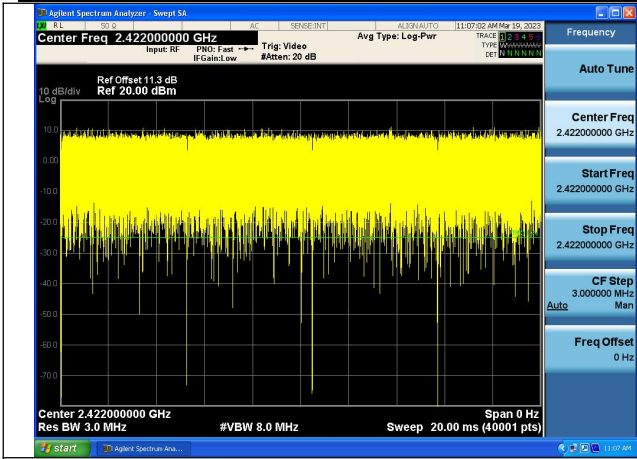 Agilent Spectrum Analyzer - Swept SA
RL 50 Ω AC SENSE:INT ALIGN AUTO 11:07:02 AM Mar 19, 2023
Center Freq 2.422000000 GHz Avg Type: Log-Pwr TRACE 1 2 3 4 5 6
Input: RF PNO: Fast Trig: Video TYPE WWWWWW
IFGain:Low #Atten: 20 dB DET N N N N N N
Ref Offset 11.3 dB
10 dB/div Ref 20.00 dBm
Log
10.0
0.00
-10.0
-20.0
-30.0
-40.0
-50.0
-60.0
-70.0
Center 2.422000000 GHz Span 0 Hz
Res BW 3.0 MHz #VBW 8.0 MHz Sweep 20.00 ms (40001 pts)
Frequency
Auto Tune
Center Freq
2.422000000 GHz
Start Freq
2.422000000 GHz
Stop Freq
2.422000000 GHz
CF Step
3.000000 MHz
Auto Man
Freq Offset
0 Hz
start Agilent Spectrum Ana... 11:07 AM